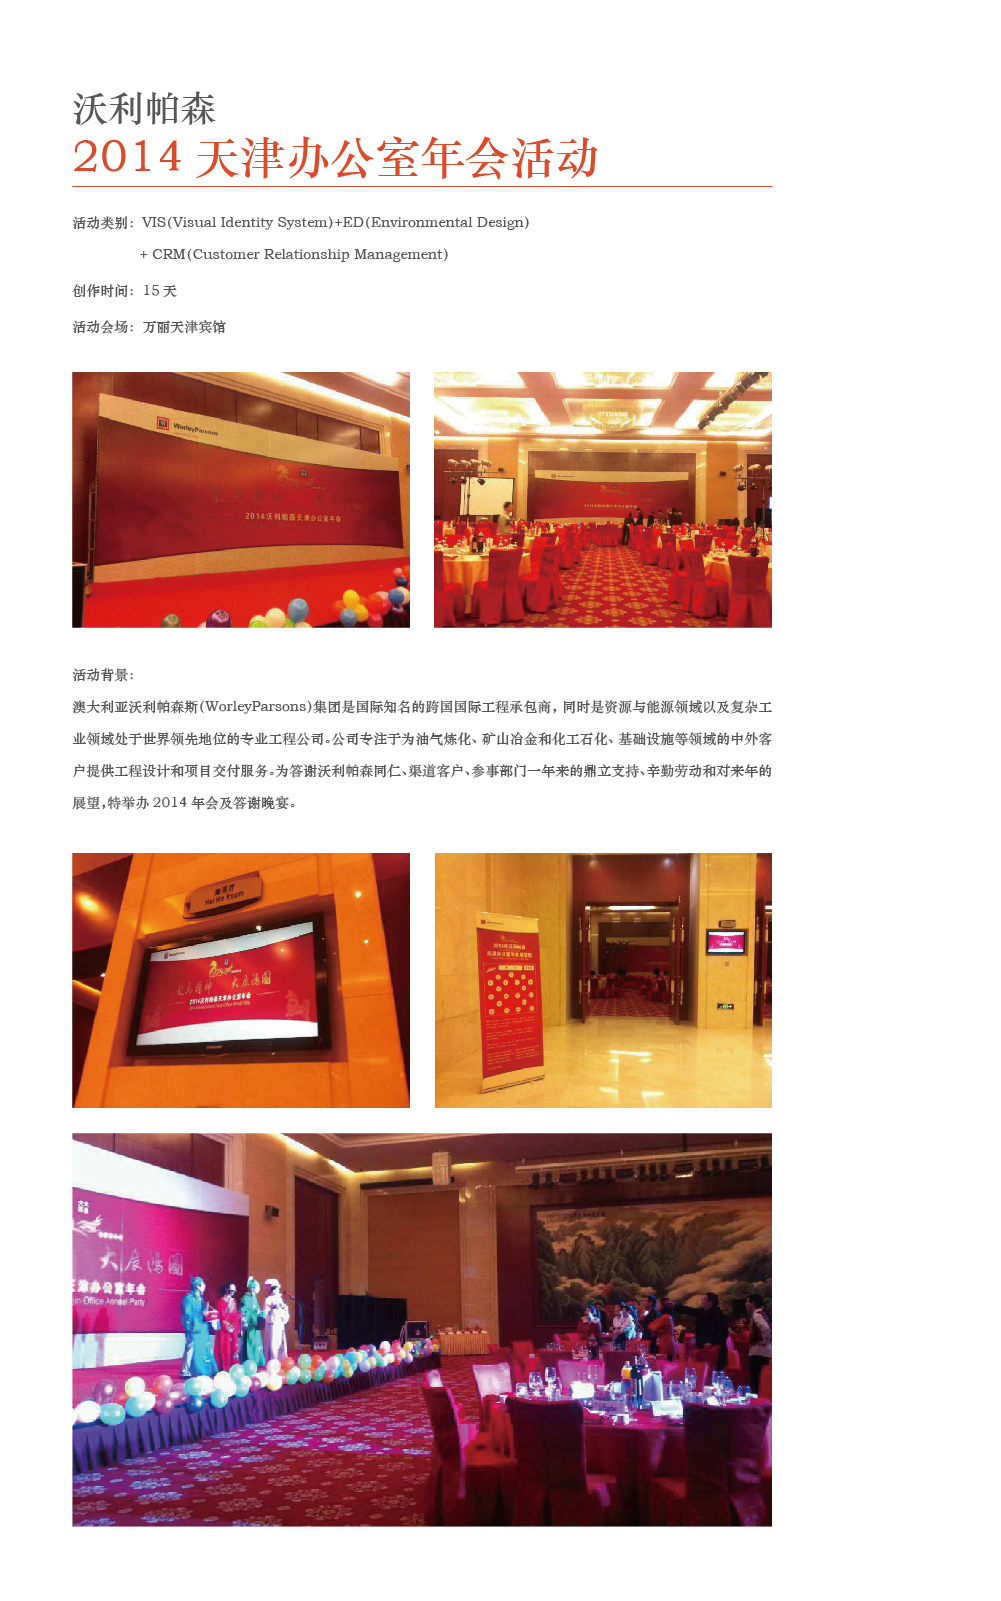 沃利帕森
2014 天津办公室年会活动
活动类别： VIS(Visual Identity System)+ED(Environmental Design)
+ CRM(Customer Relationship Management)
创作时间： 15 天
活动会场： 万丽天津宾馆
WorleyParsons
2014沃利帕森天津办公室年会
活动背景：
澳大利亚沃利帕森斯(WorleyParsons)集团是国际知名的跨国国际工程承包商， 同时是资源与能源领域以及复杂工
业领域处于世界领先地位的专业工程公司。公司专注于为油气炼化、 矿山冶金和化工石化、 基础设施等领域的中外客
户提供工程设计和项目交付服务。为答谢沃利帕森同仁、渠道客户、参事部门一年来的鼎立支持、辛勤劳动和对来年的
展望，特举办 2014 年会及答谢晚宴。
海河厅
Hai He Room
WorleyParsons
龙马精神 大展鸿图
2014沃利帕森天津办公室年会
大展鸿图
天津办公室年会
Office Annual Party